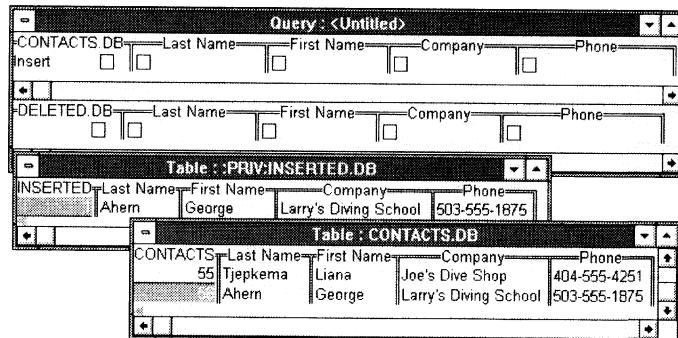 Query : <Untitled>
CONTACTS.DB Last Name First Name Company Phone
Insert
DELETED.DB Last Name First Name Company Phone
Table : :PRIV:INSERTED.DB
INSERTED Last Name First Name Company Phone
Ahern George Larry's Diving School 503-555-1875
Table : CONTACTS.DB
CONTACTS Last Name First Name Company Phone
55 Tjepkema Liana Joe's Dive Shop 404-555-4251
Ahern George Larry's Diving School 503-555-1875